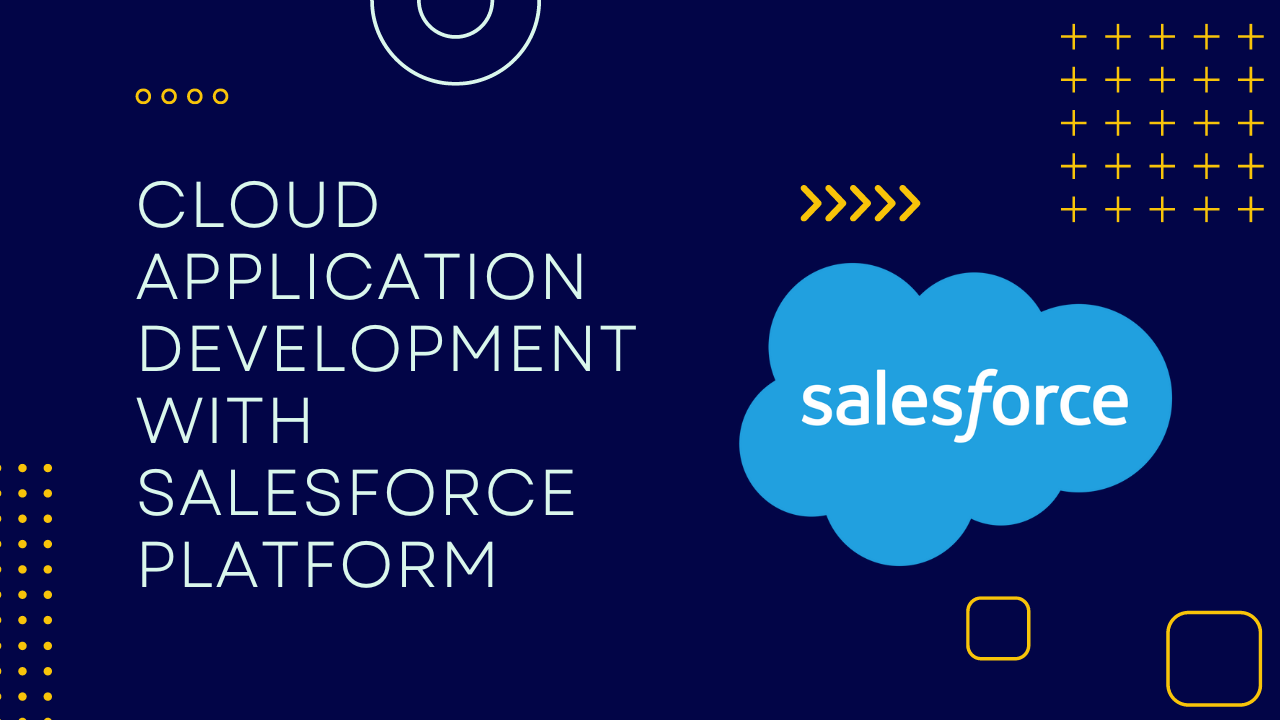 CLOUD
APPLICATION
DEVELOPMENT
WITH
SALESFORCE
PLATFORM
salesforce